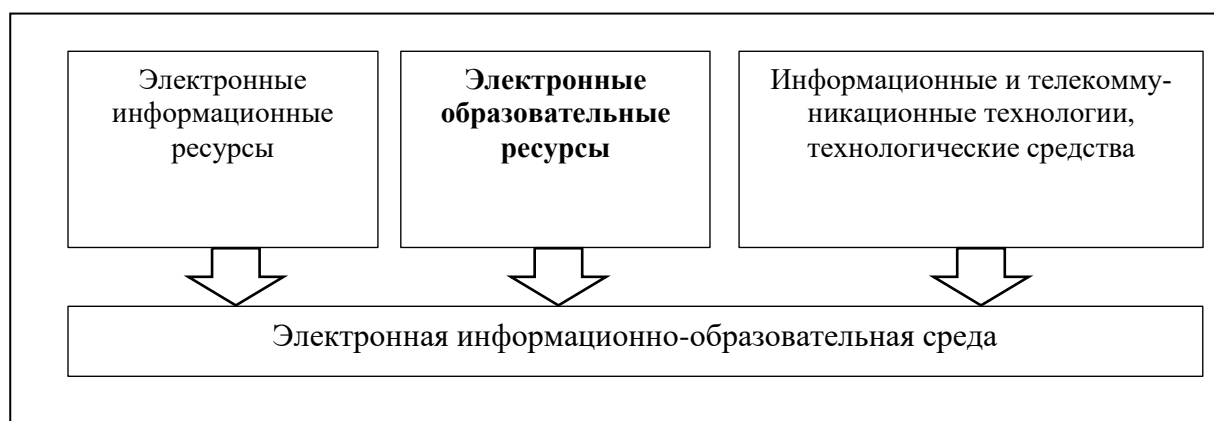 Электронные
информационные
ресурсы
Электронные
образовательные
ресурсы
Информационные и телекомму-
никационные технологии,
технологические средства
Электронная информационно-образовательная среда